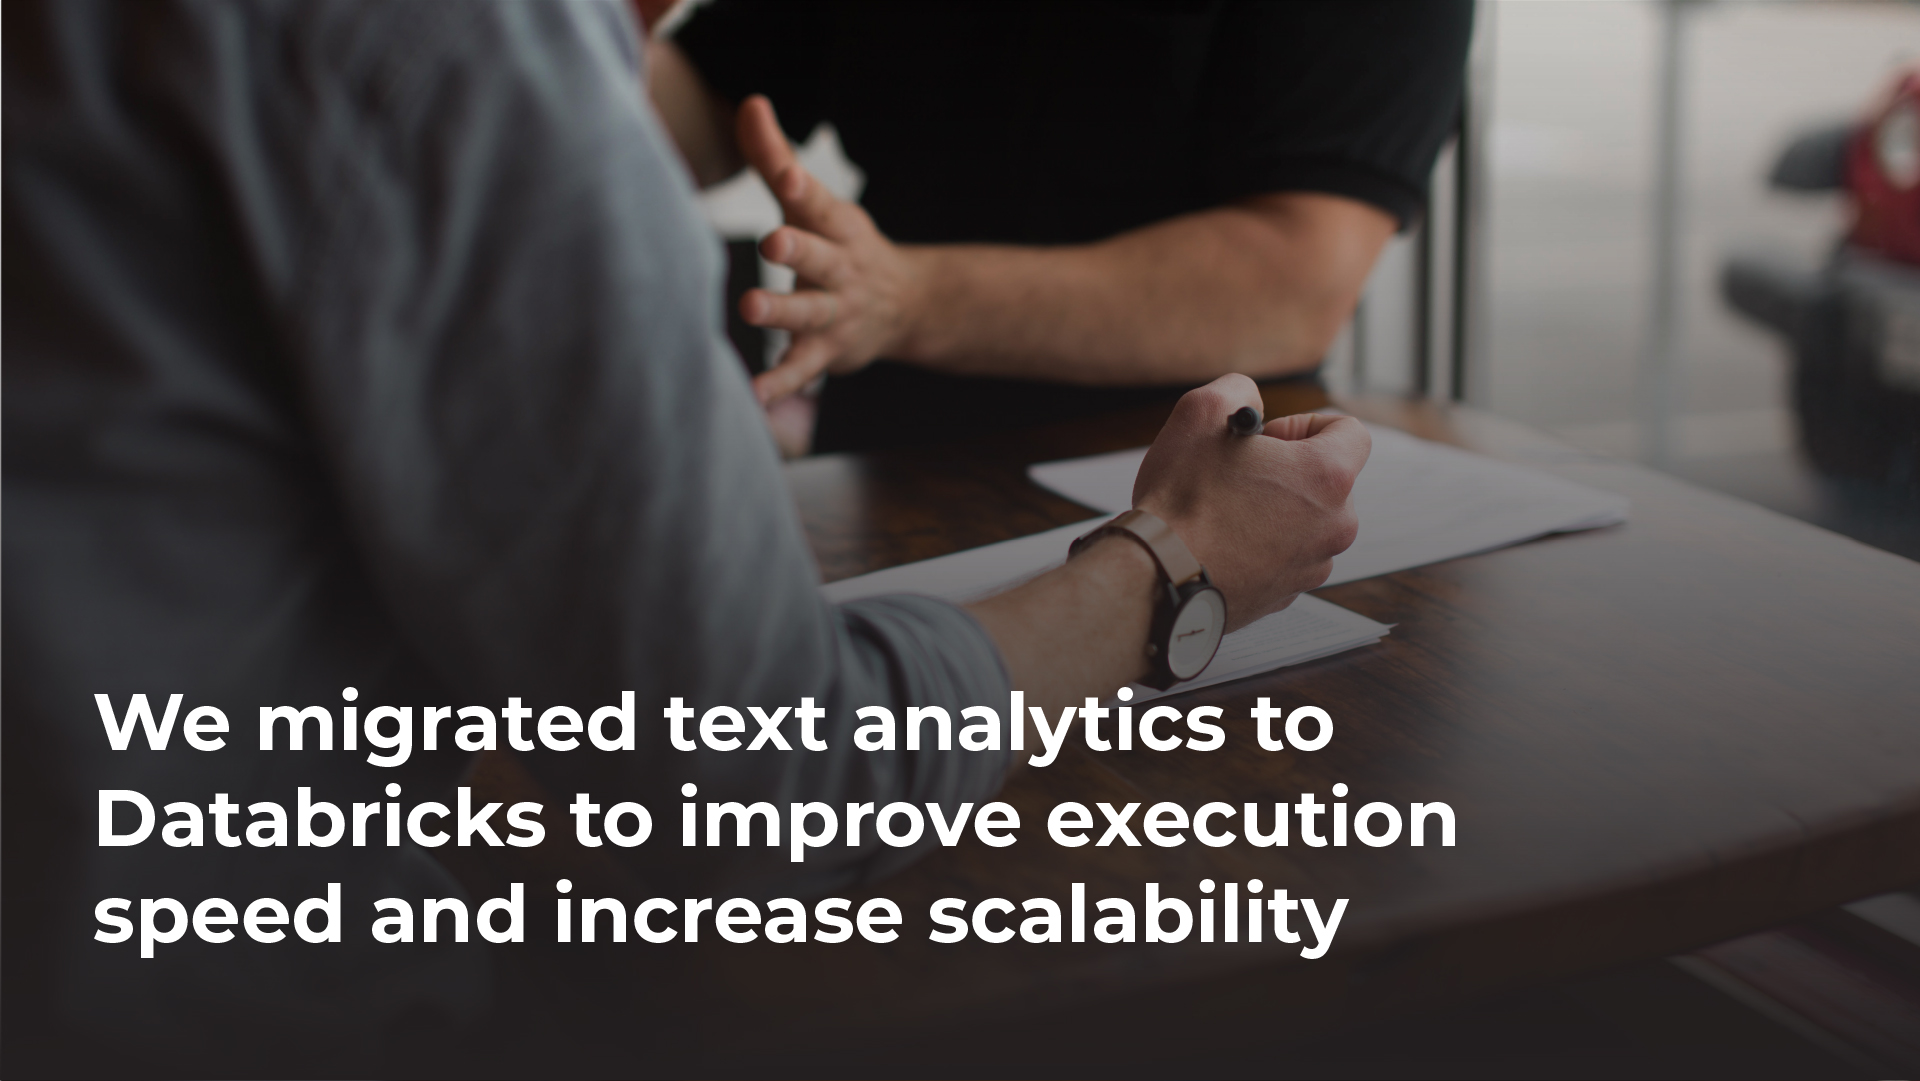 We migrated text analytics to
Databricks to improve execution
speed and increase scalability